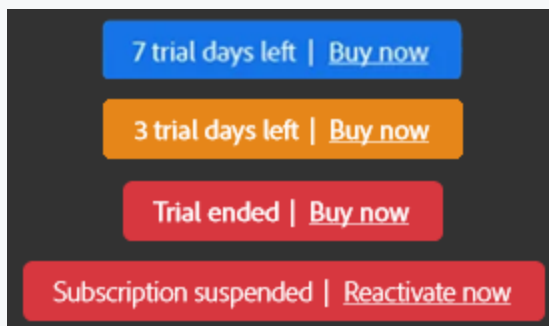 7 trial days left | Buy now
3 trial days left | Buy now
Trial ended | Buy now
Subscription suspended | Reactivate now